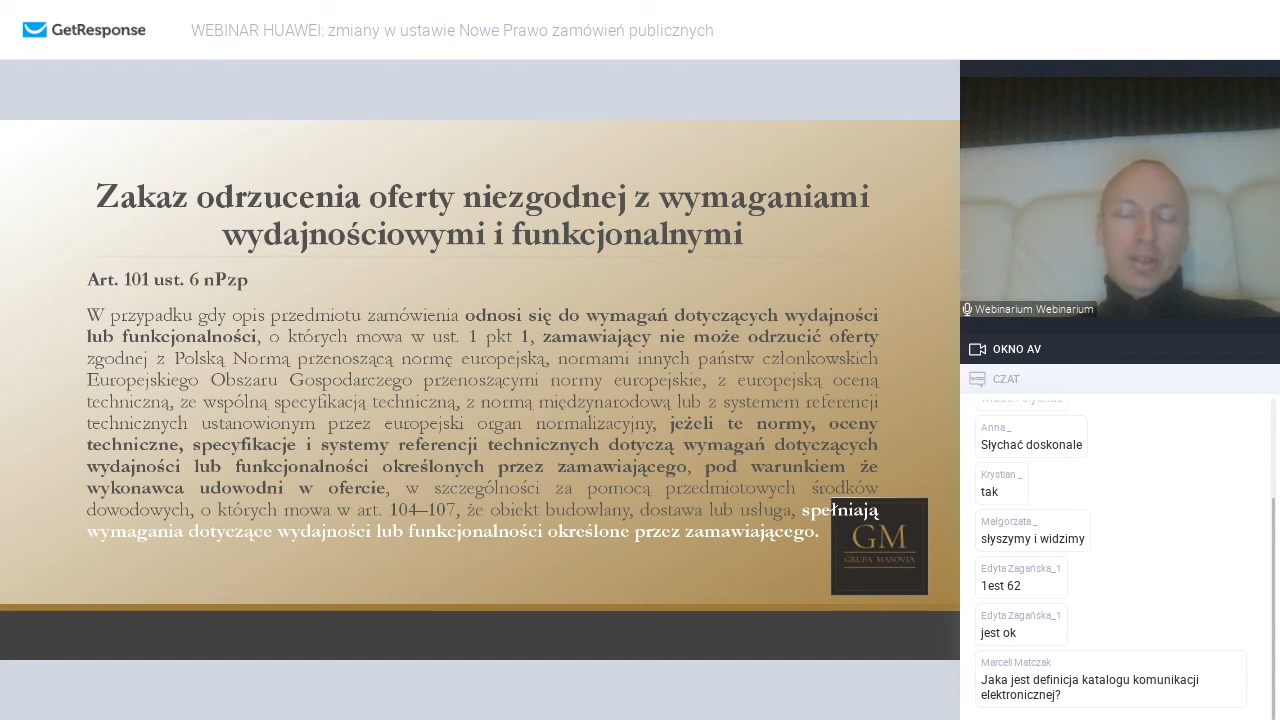 GetResponse
WEBINAR HUAWEI: zmiany w ustawie Nowe Prawo zamówień publicznych
Zakaz odrzucenia oferty niezgodnej z wymaganiami
wydajnościowymi i funkcjonalnymi
Art. 101 ust. 6 nPzp
W przypadku gdy opis przedmiotu zamówienia odnosi się do wymagań dotyczących wydajności
lub funkcjonalności, o których mowa w ust. 1 pkt 1, zamawiający nie może odrzucić oferty
zgodnej z Polską Normą przenoszącą normę europejską, normami innych państw członkowskich
Europejskiego Obszaru Gospodarczego przenoszącymi normy europejskie, z europejską oceną
techniczną, ze wspólną specyfikacją techniczną, z normą międzynarodową lub z systemem referencji
technicznych ustanowionym przez europejski organ normalizacyjny, jeżeli te normy, oceny
techniczne, specyfikacje i systemy referencji technicznych dotyczą wymagań dotyczących
wydajności lub funkcjonalności określonych przez zamawiającego, pod warunkiem że
wykonawca udowodni w ofercie, w szczególności za pomocą przedmiotowych środków
dowodowych, o których mowa w art. 104–107, że obiekt budowlany, dostawa lub usługa, spełniają
wymagania dotyczące wydajności lub funkcjonalności określone przez zamawiającego.
GM
GRUPA MASOVIA
Webinarium Webinarium
OKNO AV
CZAT
Anna _
Słychać doskonale
Krystian _
tak
Małgorzata _
słyszymy i widzimy
Edyta Zagańska_1
1est 62
Edyta Zagańska_1
jest ok
Marceli Matczak
Jaka jest definicja katalogu komunikacji
elektronicznej?